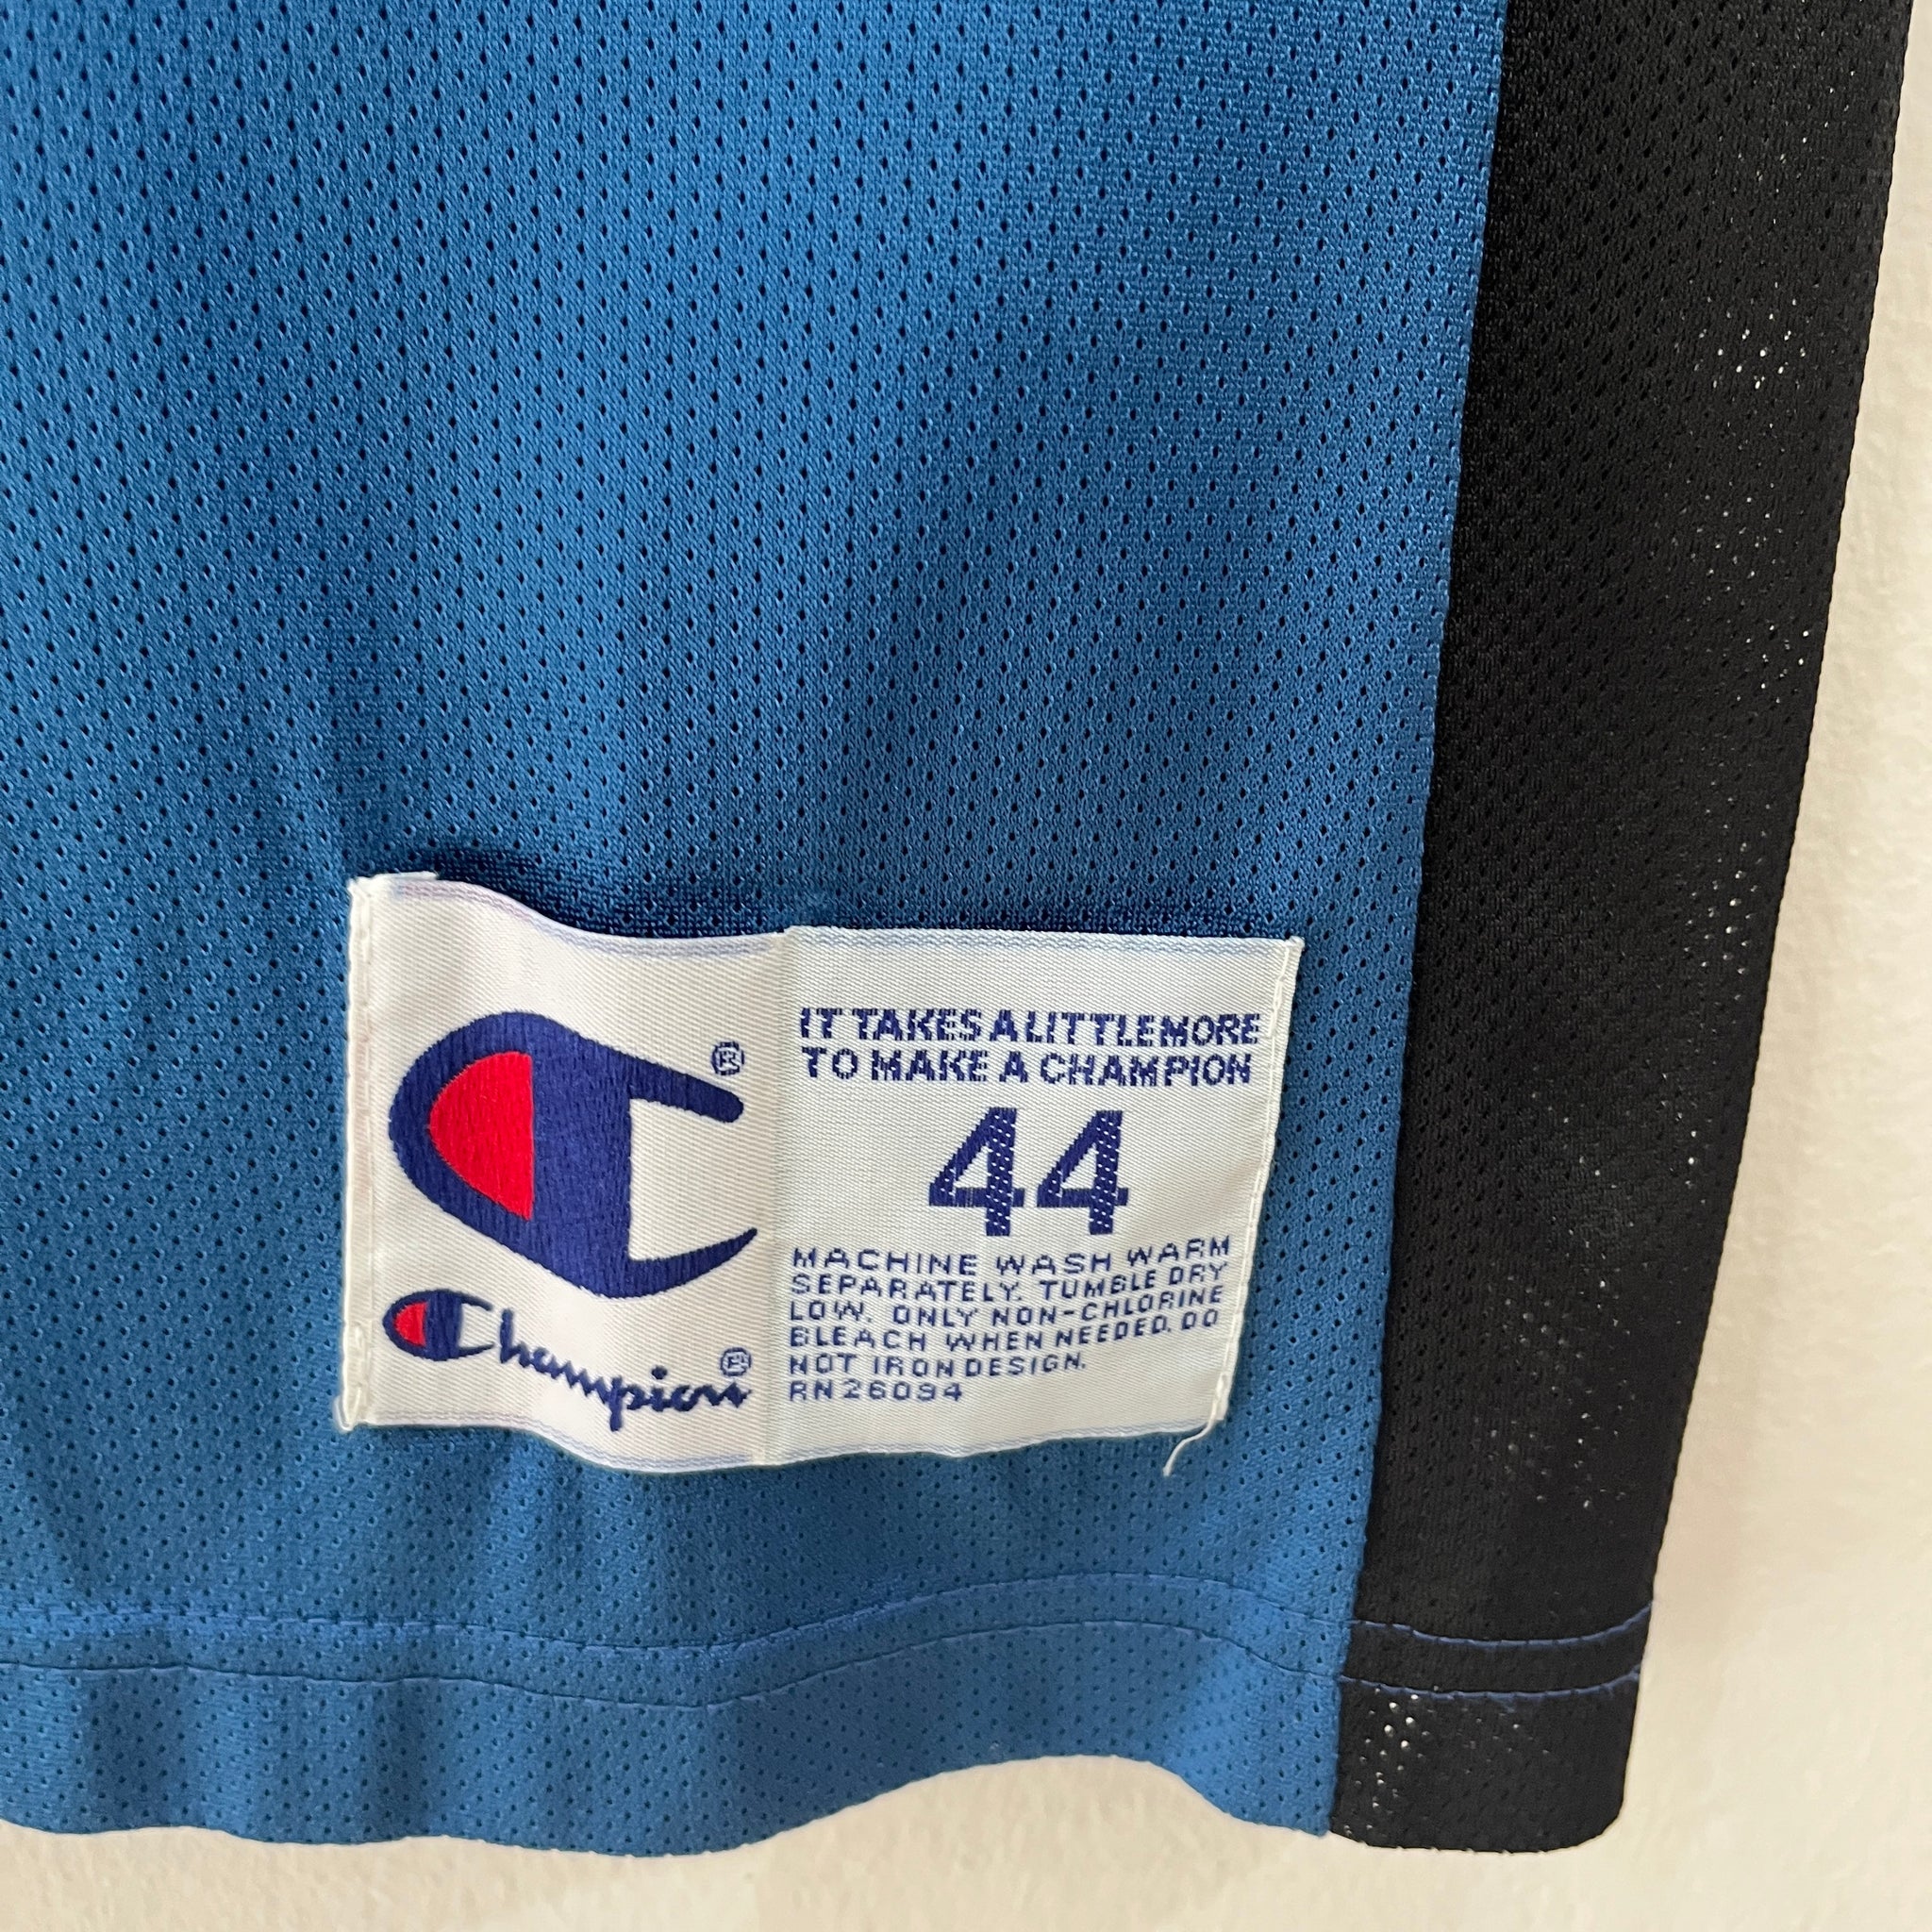 IT TAKES A LITTLE MORE
TO MAKE A CHAMPION
44
MACHINE WASH WARM
SEPARATELY. TUMBLE DRY
LOW. ONLY NON-CHLORINE
BLEACH WHEN NEEDED. DO
NOT IRON DESIGN.
RN26094
®
Champion®